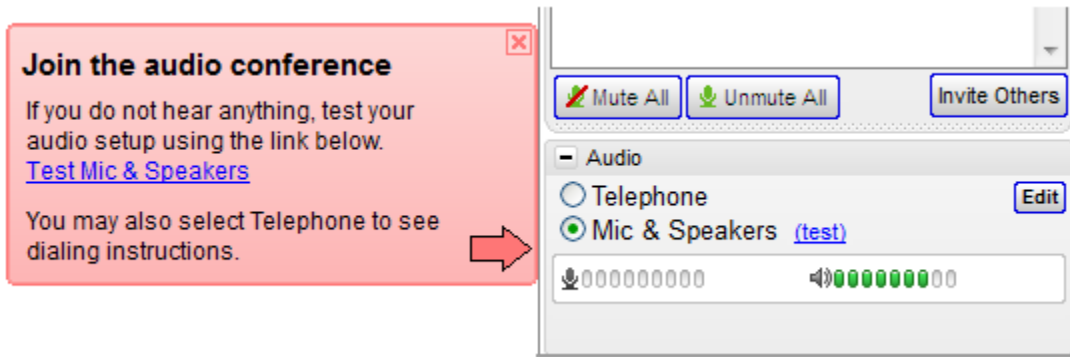 Join the audio conference
If you do not hear anything, test your
audio setup using the link below.
Test Mic & Speakers
You may also select Telephone to see
dialing instructions.
Mute All Unmute All Invite Others
Audio
Telephone Edit
Mic & Speakers (test)